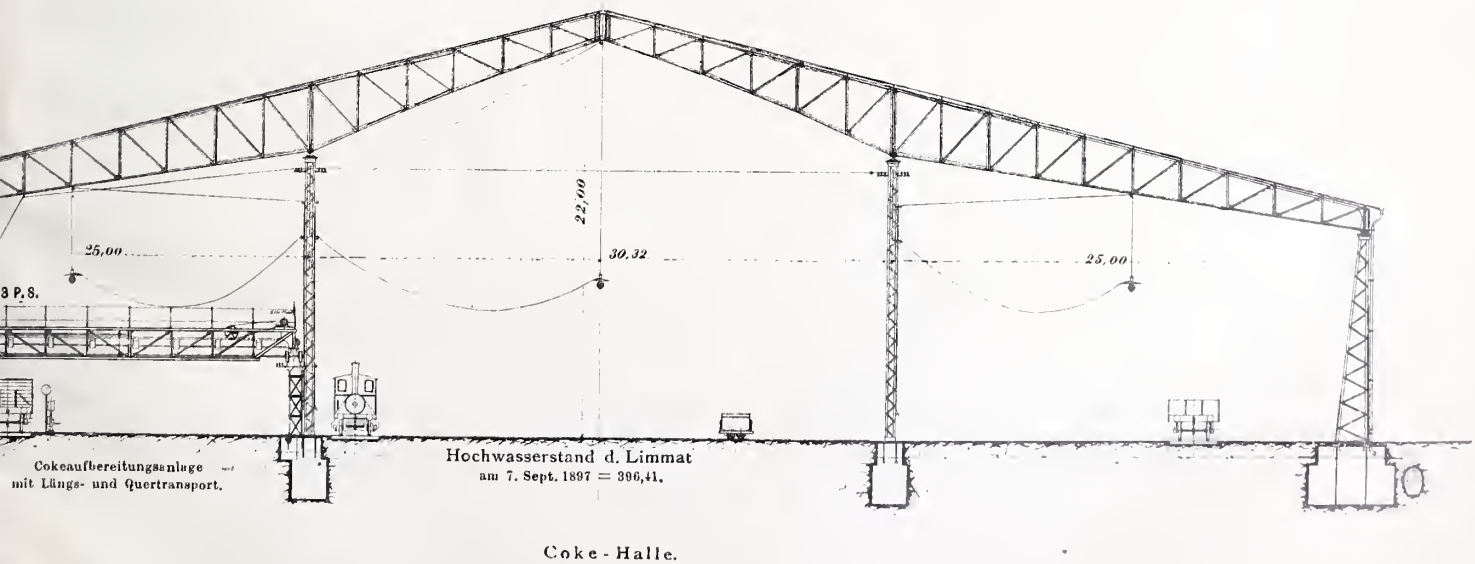 22,00
25,00
30,32
25,00
3 P.S.
Cokeaufbereitungsanlage
mit Längs- und Quertransport.
Hochwasserstand d. Limmat
am 7. Sept. 1897 = 396,41.
Coke-Halle.